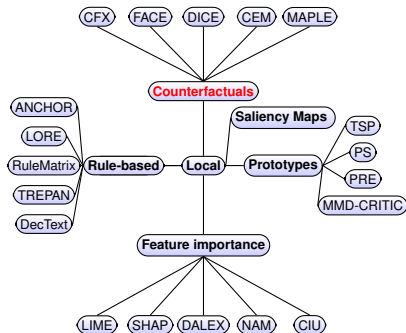 CFX FACE DICE CEM MAPLE
Counterfactuals
ANCHOR
Saliency Maps
TSP
LORE
PS
RuleMatrix Rule-based Local Prototypes
PRE
TREPAN
MMD-CRITIC
DecText
Feature importance
LIME SHAP DALEX NAM CIU